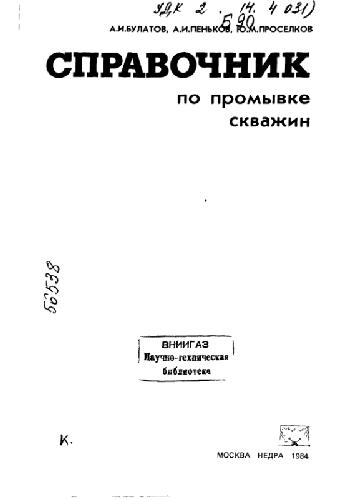 УДК 2 . 14. 4 031)
Б 90
А.И.БУЛАТОВ, А.И.ПЕНЬКОВ, Ю.М.ПРОСЕЛКОВ
СПРАВОЧНИК
по промывке
скважин
56538
ВНИИГАЗ
Научно-техническая
библиотека
К.
МОСКВА НЕДРА 1984